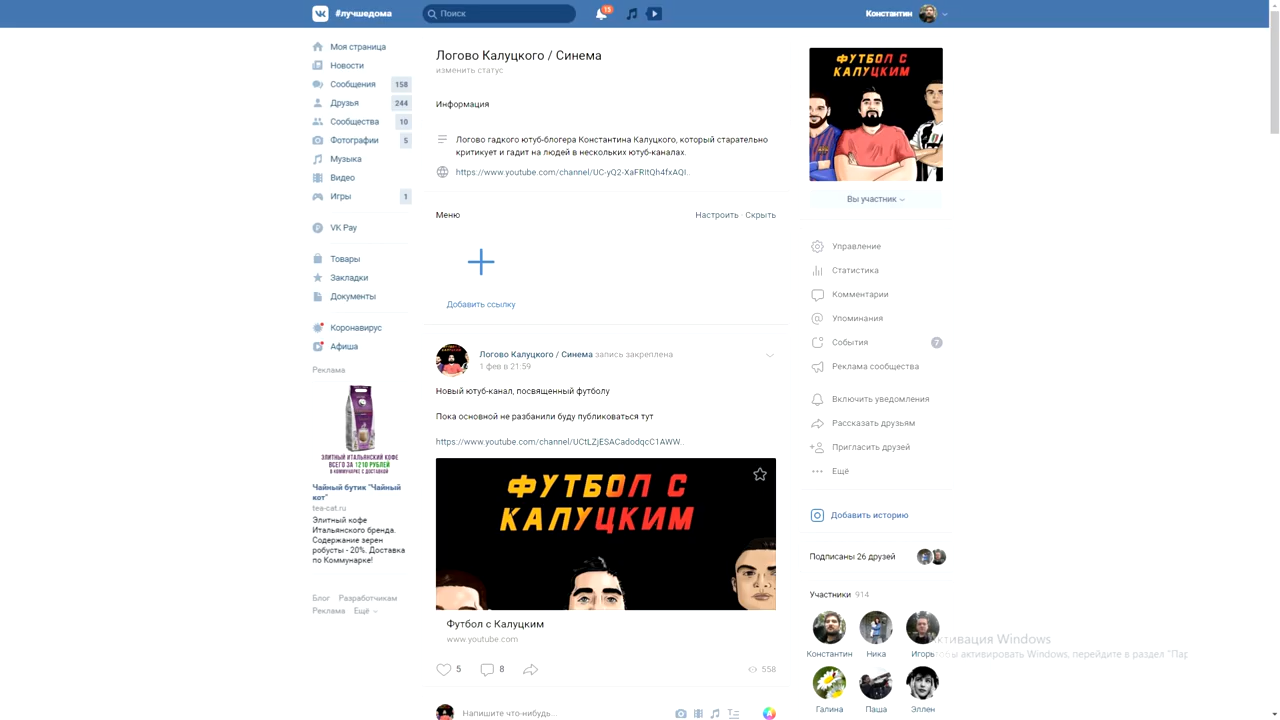 #лучшедома
Поиск
15
Константин
Моя страница
Новости
Сообщения 158
Друзья 244
Сообщества 10
Фотографии 5
Музыка
Видео
Игры 1
VK Pay
Товары
Закладки
Документы
Коронавирус
Афиша
Реклама
ЭЛИТНЫЙ ИТАЛЬЯНСКИЙ КОФЕ
ВСЕГО ЗА 1210 РУБЛЕЙ
В КОММУНАРКЕ С ДОСТАВКОЙ
Чайный бутик "Чайный
кот"
tea-cat.ru
Элитный кофе
Итальянского бренда.
Содержание зерен
робусты - 20%. Доставка
по Коммунарке!
Блог Разработчикам
Реклама Ещё
Логово Калуцкого / Синема
изменить статус
Информация
Логово гадкого ютуб-блогера Константина Калуцкого, который старательно
критикует и гадит на людей в нескольких ютуб-каналах.
https://www.youtube.com/channel/UC-yQ2-XaFRItQh4fxAQI..
Меню Настроить · Скрыть
Добавить ссылку
Логово Калуцкого / Синема запись закреплена
1 фев в 21:59
Новый ютуб-канал, посвященный футболу
Пока основной не разбанили буду публиковаться тут
https://www.youtube.com/channel/UCtLZjESACadodqcC1AWW..
ФУТБОЛ С
КАЛУЦКИМ
Футбол с Калуцким
www.youtube.com
5 8 558
Напишите что-нибудь...
ФУТБОЛ С
КАЛУЦКИМ
Вы участник
Управление
Статистика
Комментарии
Упоминания
События 7
Реклама сообщества
Включить уведомления
Рассказать друзьям
Пригласить друзей
Ещё
Добавить историю
Подписаны 26 друзей
Участники 914
Константин Ника Игорь
Галина Паша Эллен
активация Windows
тобы активировать Windows, перейдите в раздел "Пар